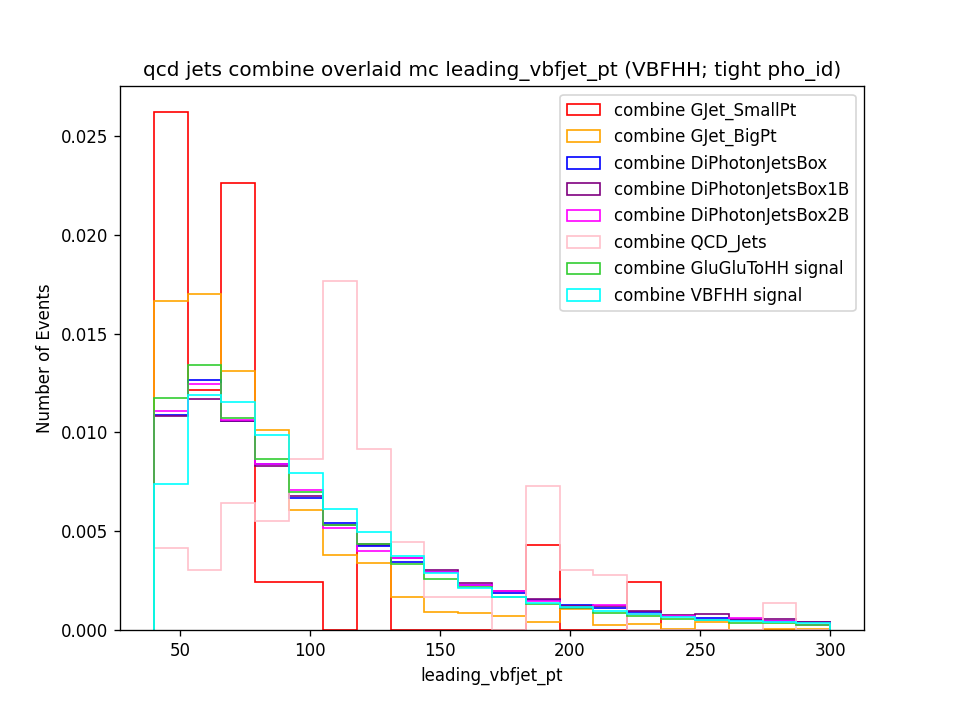 qcd jets combine overlaid mc leading_vbfjet_pt (VBFHH; tight pho_id)
combine GJet_SmallPt
combine GJet_BigPt
combine DiPhotonJetsBox
combine DiPhotonJetsBox1B
combine DiPhotonJetsBox2B
combine QCD_Jets
combine GluGluToHH signal
combine VBFHH signal
Number of Events
0.025
0.020
0.015
0.010
0.005
0.000
50
100
150
200
250
300
leading_vbfjet_pt